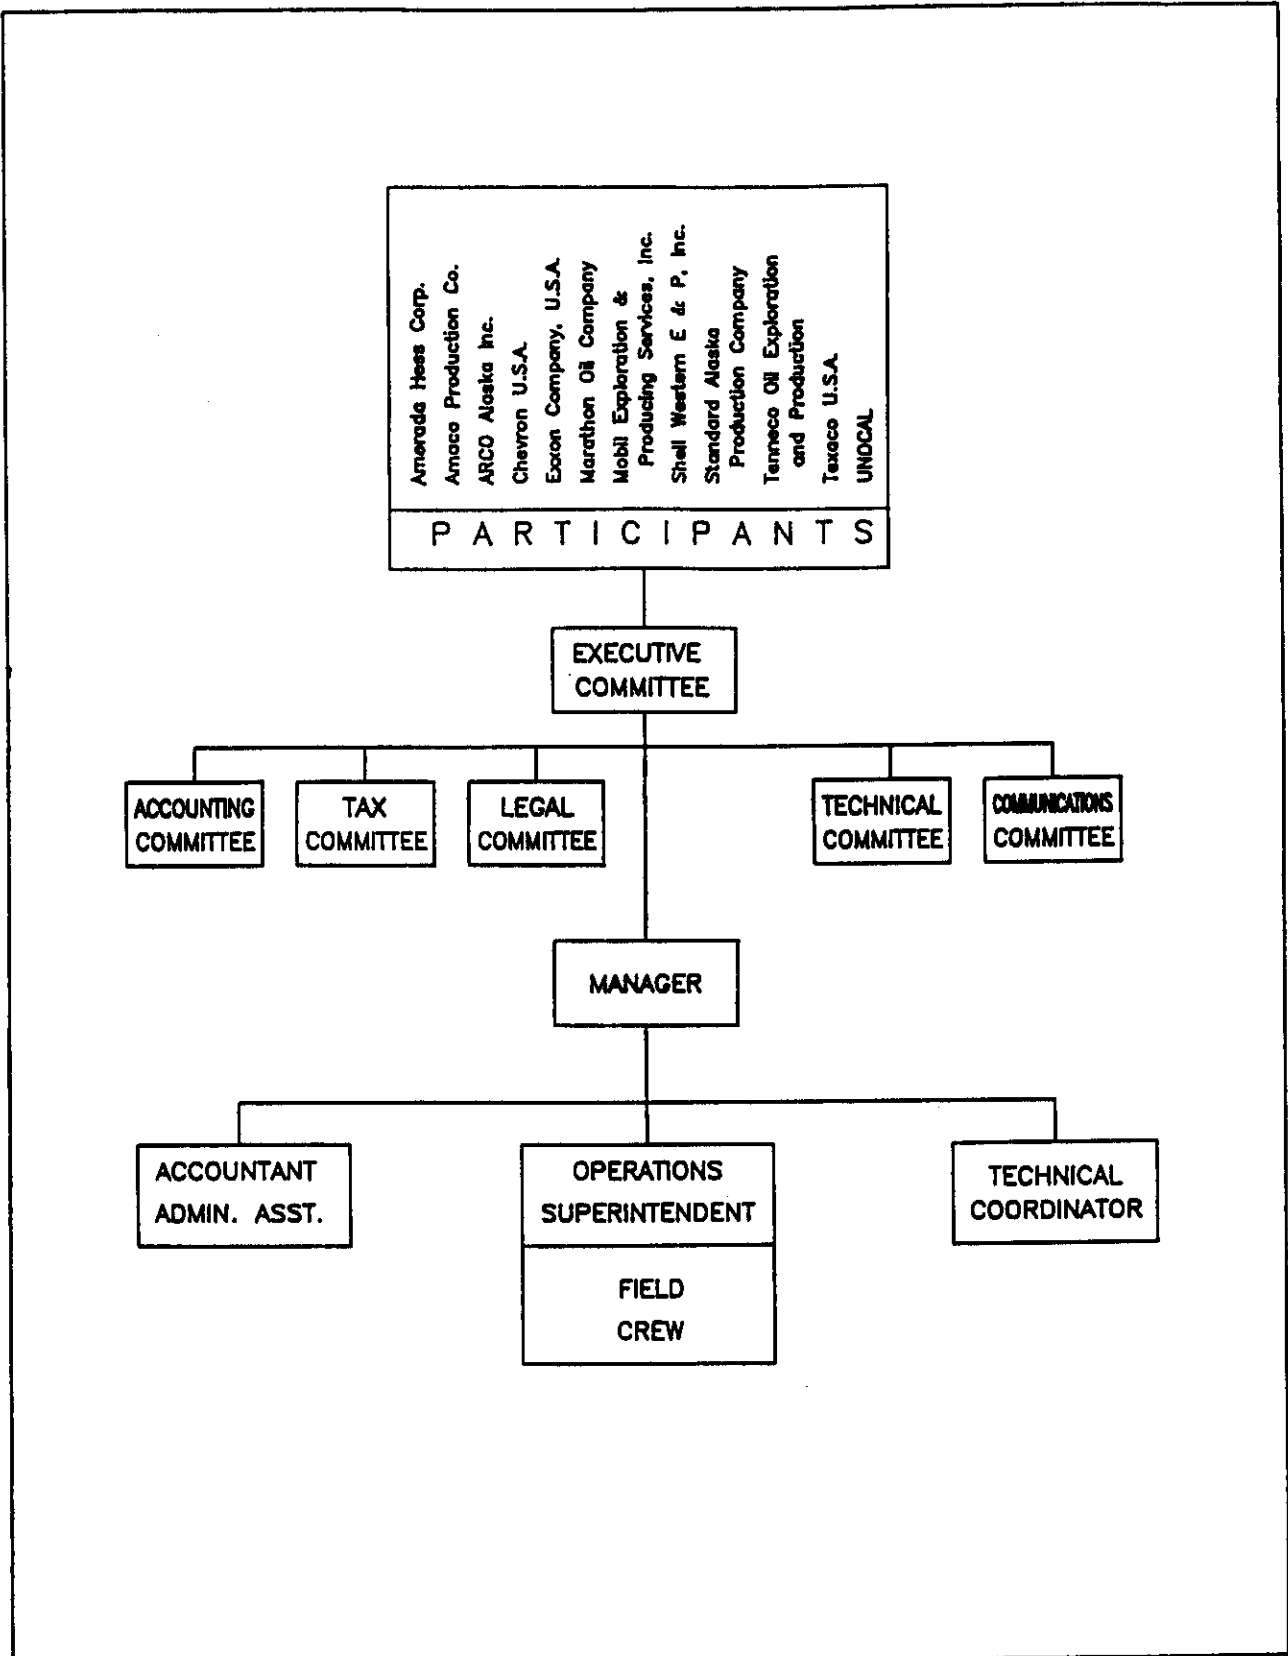 Amerada Hess Corp.
Amoco Production Co.
ARCO Alaska Inc.
Chevron U.S.A.
Exxon Company, U.S.A.
Marathon Oil Company
Mobil Exploration &
Producing Services, Inc.
Shell Western E & P, Inc.
Standard Alaska
Production Company
Tenneco Oil Exploration
and Production
Texaco U.S.A.
UNOCAL
PARTICIPANTS
EXECUTIVE
COMMITTEE
ACCOUNTING
COMMITTEE
TAX
COMMITTEE
LEGAL
COMMITTEE
TECHNICAL
COMMITTEE
COMMUNICATIONS
COMMITTEE
MANAGER
ACCOUNTANT
ADMIN. ASST.
OPERATIONS
SUPERINTENDENT
FIELD
CREW
TECHNICAL
COORDINATOR